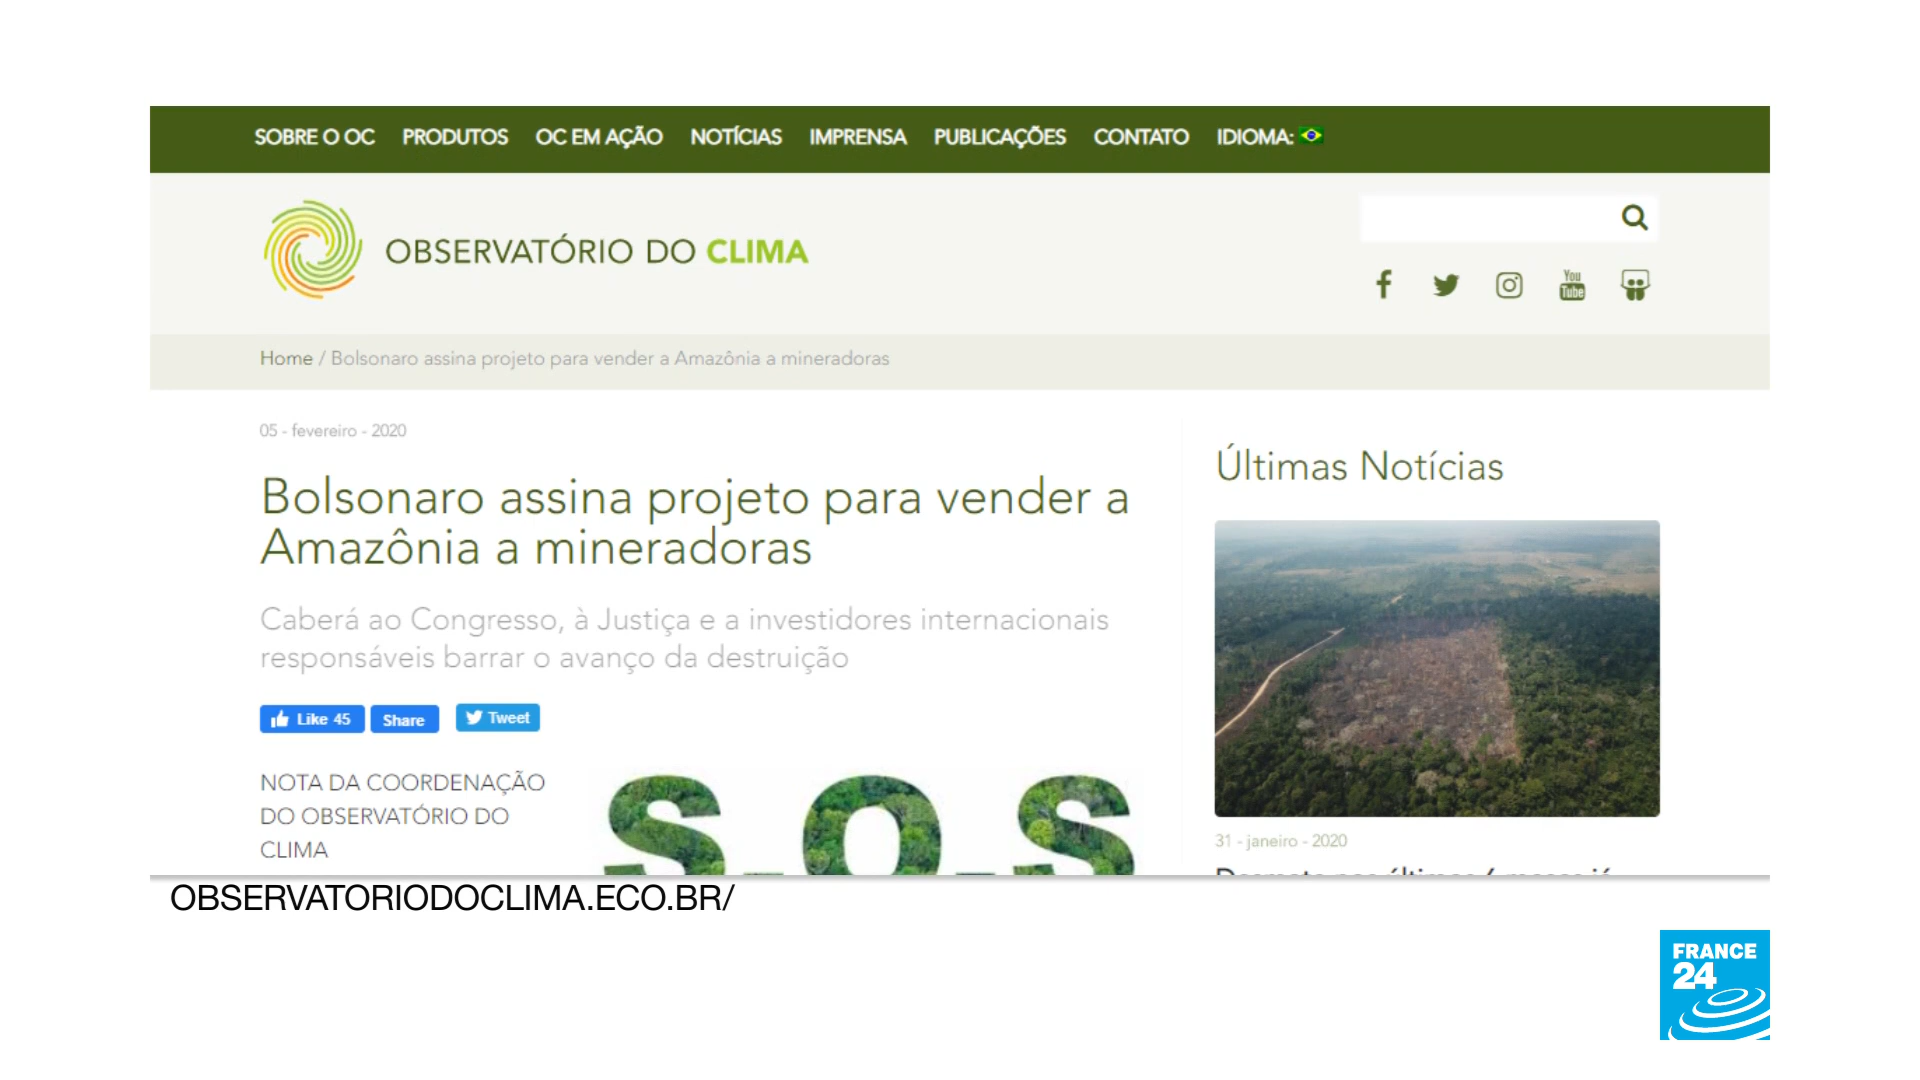 SOBRE O OC PRODUTOS OC EM AÇÃO NOTÍCIAS IMPRENSA PUBLICAÇÕES CONTATO IDIOMA:
OBSERVATÓRIO DO CLIMA
You
Tube
Home / Bolsonaro assina projeto para vender a Amazônia a mineradoras
05 - fevereiro - 2020
Bolsonaro assina projeto para vender a
Amazônia a mineradoras
Caberá ao Congresso, à Justiça e a investidores internacionais
responsáveis barrar o avanço da destruição
Like 45 Share Tweet
NOTA DA COORDENAÇÃO
DO OBSERVATÓRIO DO
CLIMA
S.O.S
Últimas Notícias
31 - janeiro - 2020
OBSERVATORIODOCLIMA.ECO.BR/
FRANCE
24